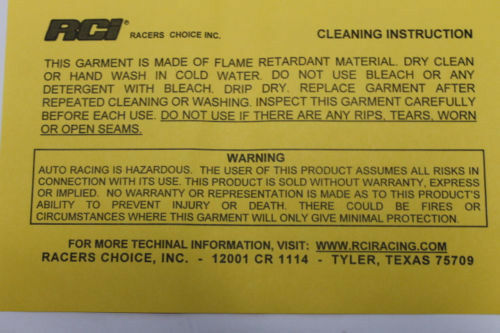 RCi® RACERS CHOICE INC. CLEANING INSTRUCTION
THIS GARMENT IS MADE OF FLAME RETARDANT MATERIAL. DRY CLEAN
OR HAND WASH IN COLD WATER. DO NOT USE BLEACH OR ANY
DETERGENT WITH BLEACH. DRIP DRY. REPLACE GARMENT AFTER
REPEATED CLEANING OR WASHING. INSPECT THIS GARMENT CAREFULLY
BEFORE EACH USE. DO NOT USE IF THERE ARE ANY RIPS, TEARS, WORN
OR OPEN SEAMS.
WARNING
AUTO RACING IS HAZARDOUS. THE USER OF THIS PRODUCT ASSUMES ALL RISKS IN
CONNECTION WITH ITS USE. THIS PRODUCT IS SOLD WITHOUT WARRANTY, EXPRESS
OR IMPLIED. NO WARRANTY OR REPRESENTATION IS MADE AS TO THIS PRODUCT'S
ABILITY TO PREVENT INJURY OR DEATH. THERE COULD BE FIRES OR
CIRCUMSTANCES WHERE THIS GARMENT WILL ONLY GIVE MINIMAL PROTECTION.
FOR MORE TECHINAL INFORMATION, VISIT: WWW.RCIRACING.COM
RACERS CHOICE, INC. - 12001 CR 1114 - TYLER, TEXAS 75709